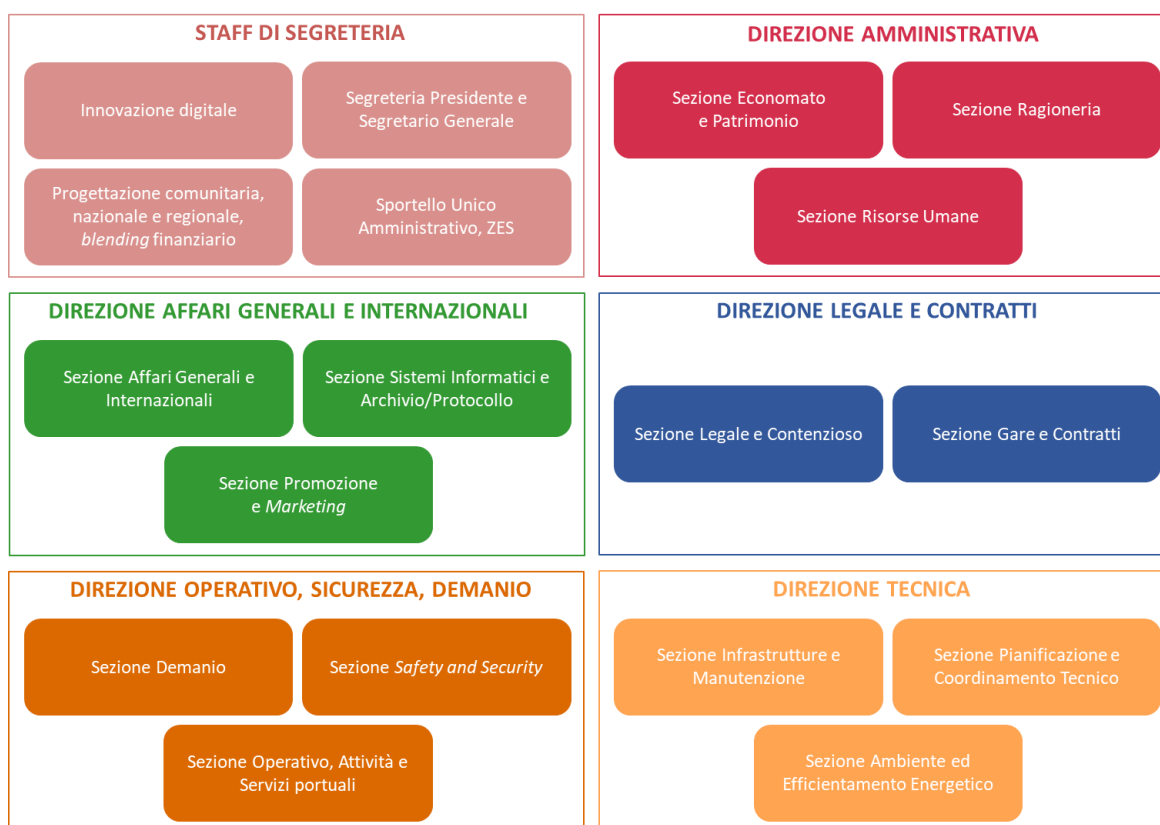 STAFF DI SEGRETERIA
Innovazione digitale
Segreteria Presidente e
Segretario Generale
Progettazione comunitaria,
nazionale e regionale,
blending finanziario
Sportello Unico
Amministrativo, ZES
DIREZIONE AMMINISTRATIVA
Sezione Economato
e Patrimonio
Sezione Ragioneria
Sezione Risorse Umane
DIREZIONE AFFARI GENERALI E INTERNAZIONALI
Sezione Affari Generali e
Internazionali
Sezione Sistemi Informatici e
Archivio/Protocollo
Sezione Promozione
e Marketing
DIREZIONE LEGALE E CONTRATTI
Sezione Legale e Contenzioso
Sezione Gare e Contratti
DIREZIONE OPERATIVO, SICUREZZA, DEMANIO
Sezione Demanio
Sezione Safety and Security
Sezione Operativo, Attività e
Servizi portuali
DIREZIONE TECNICA
Sezione Infrastrutture e
Manutenzione
Sezione Pianificazione e
Coordinamento Tecnico
Sezione Ambiente ed
Efficientamento Energetico